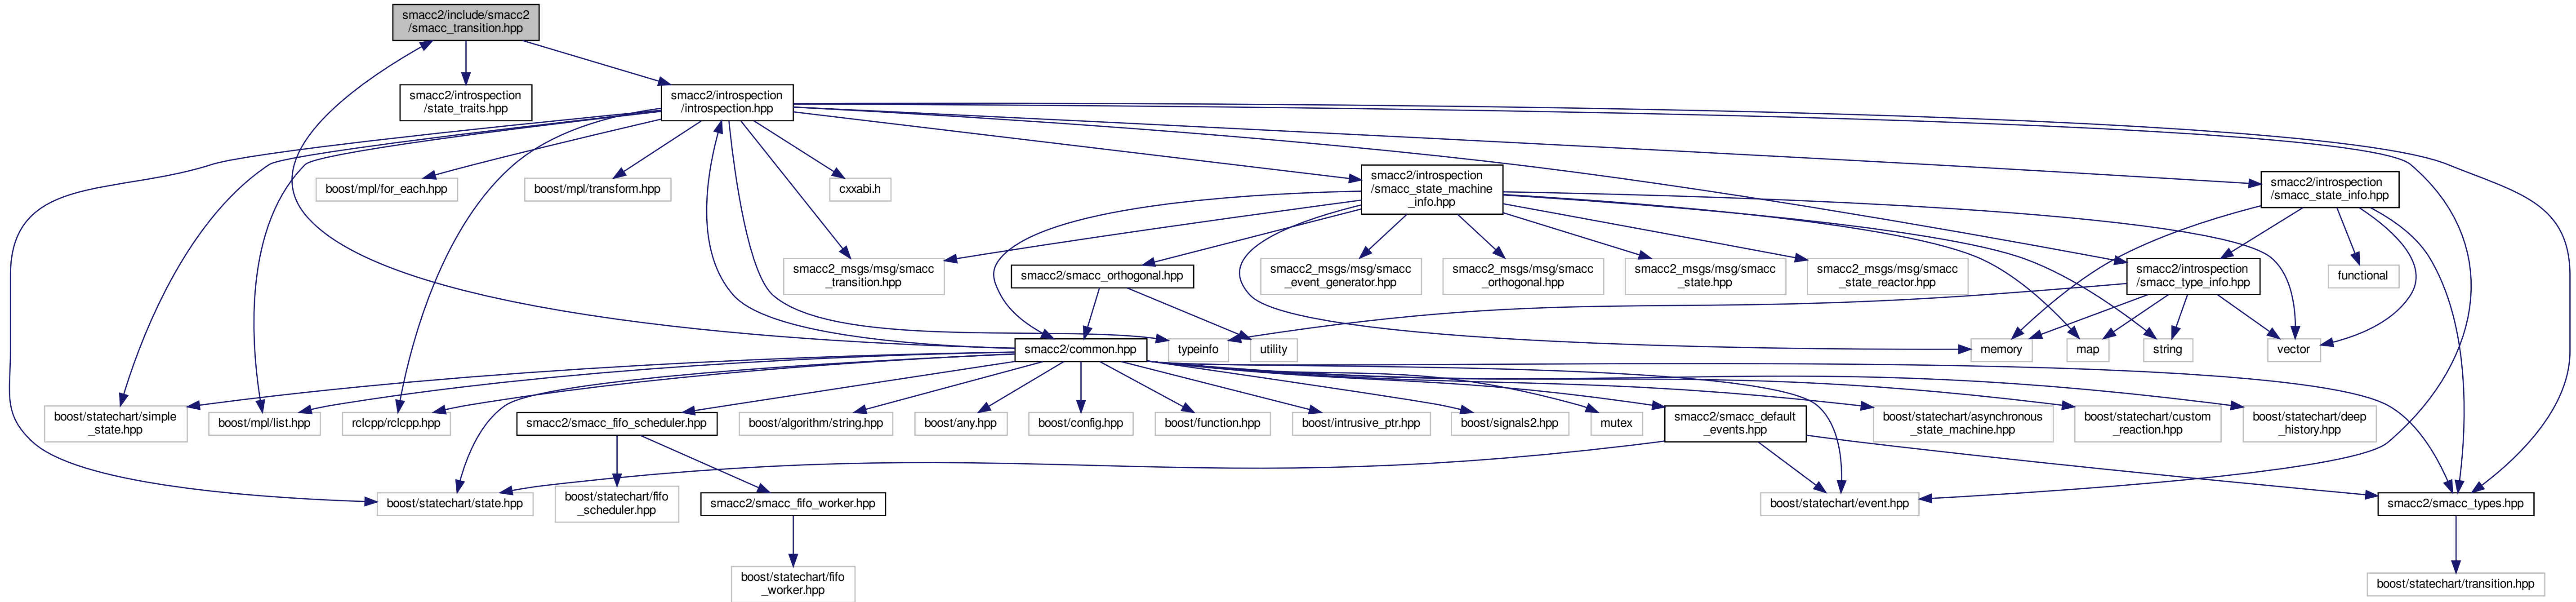 smacc2/include/smacc2
/smacc_transition.hpp
smacc2/introspection
/state_traits.hpp
smacc2/introspection
/introspection.hpp
boost/mpl/for_each.hpp
boost/mpl/transform.hpp
cxxabi.h
smacc2/introspection
/smacc_state_machine
_info.hpp
smacc2/introspection
/smacc_state_info.hpp
smacc2_msgs/msg/smacc
_transition.hpp
smacc2/smacc_orthogonal.hpp
smacc2_msgs/msg/smacc
_event_generator.hpp
smacc2_msgs/msg/smacc
_orthogonal.hpp
smacc2_msgs/msg/smacc
_state.hpp
smacc2_msgs/msg/smacc
_state_reactor.hpp
smacc2/introspection
/smacc_type_info.hpp
functional
smacc2/common.hpp
typeinfo
utility
memory
map
string
vector
boost/statechart/simple
_state.hpp
boost/mpl/list.hpp
rclcpp/rclcpp.hpp
smacc2/smacc_fifo_scheduler.hpp
boost/algorithm/string.hpp
boost/any.hpp
boost/config.hpp
boost/function.hpp
boost/intrusive_ptr.hpp
boost/signals2.hpp
mutex
smacc2/smacc_default
_events.hpp
boost/statechart/asynchronous
_state_machine.hpp
boost/statechart/custom
_reaction.hpp
boost/statechart/deep
_history.hpp
boost/statechart/state.hpp
boost/statechart/fifo
_scheduler.hpp
smacc2/smacc_fifo_worker.hpp
boost/statechart/event.hpp
smacc2/smacc_types.hpp
boost/statechart/fifo
_worker.hpp
boost/statechart/transition.hpp